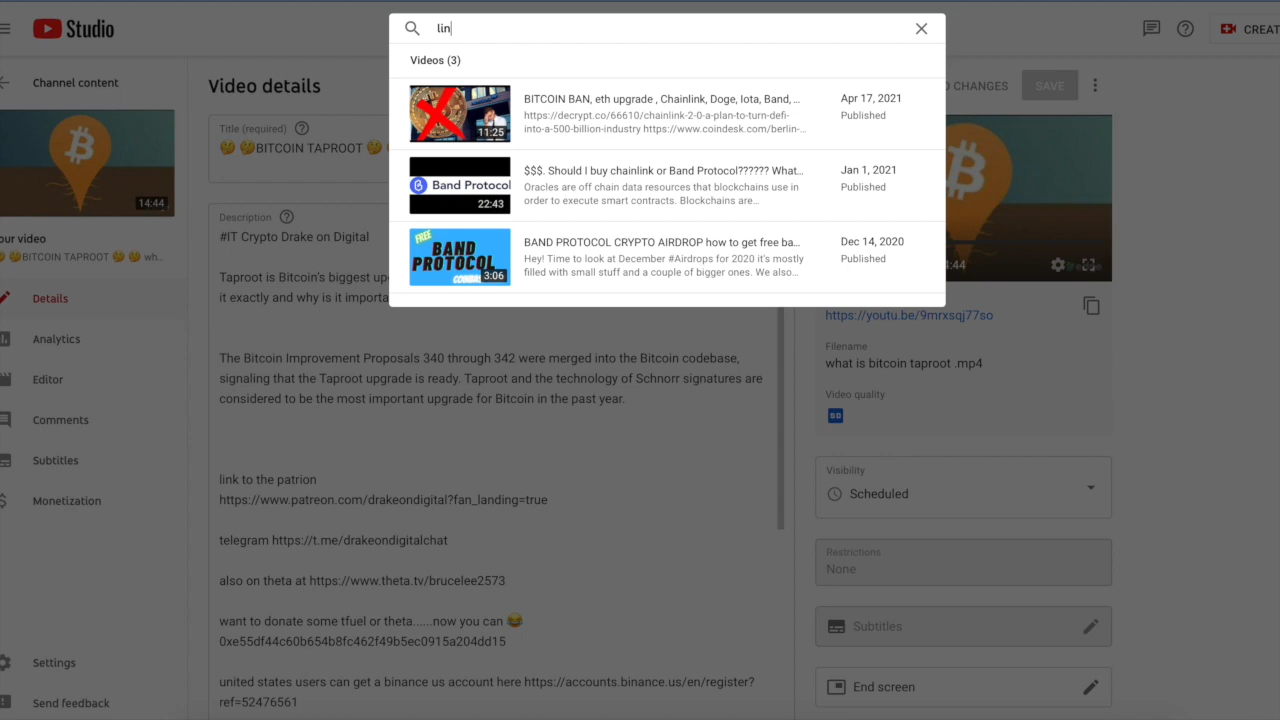 Studio
lin
CREAT
Videos (3)
BITCOIN BAN, eth upgrade , Chainlink, Doge, Iota, Band, ...
https://decrypt.co/66610/chainlink-2-0-a-plan-to-turn-defi-
into-a-500-billion-industry https://www.coindesk.com/berlin-...
11:25
Apr 17, 2021
Published
$$$. Should I buy chainlink or Band Protocol?????? What...
Oracles are off chain data resources that blockchains use in
order to execute smart contracts. Blockchains are...
Band Protocol
22:43
Jan 1, 2021
Published
BAND PROTOCOL CRYPTO AIRDROP how to get free ba...
Hey! Time to look at December #Airdrops for 2020 it's mostly
filled with small stuff and a couple of bigger ones. We also...
FREE
BAND
PROTOCOL
3:06
Dec 14, 2020
Published
Channel content
14:44
our video
BITCOIN TAPROOT wh...
Details
Analytics
Editor
Comments
Subtitles
Monetization
Settings
Send feedback
Video details
CHANGES
SAVE
Title (required)
🤔 🤔BITCOIN TAPROOT 🤔
Description
#IT Crypto Drake on Digital
Taproot is Bitcoin's biggest up
it exactly and why is it importa
The Bitcoin Improvement Proposals 340 through 342 were merged into the Bitcoin codebase,
signaling that the Taproot upgrade is ready. Taproot and the technology of Schnorr signatures are
considered to be the most important upgrade for Bitcoin in the past year.
link to the patrion
https://www.patreon.com/drakeondigital?fan_landing=true
telegram https://t.me/drakeondigitalchat
also on theta at https://www.theta.tv/brucelee2573
want to donate some tfuel or theta......now you can 😂
0xe55df44c60b654b8fc462f49b5ec0915a204dd15
united states users can get a binance us account here https://accounts.binance.us/en/register?
ref=52476561
4:44
https://youtu.be/9mrxsqj77so
Filename
what is bitcoin taproot .mp4
Video quality
SD
Visibility
Scheduled
Restrictions
None
Subtitles
End screen